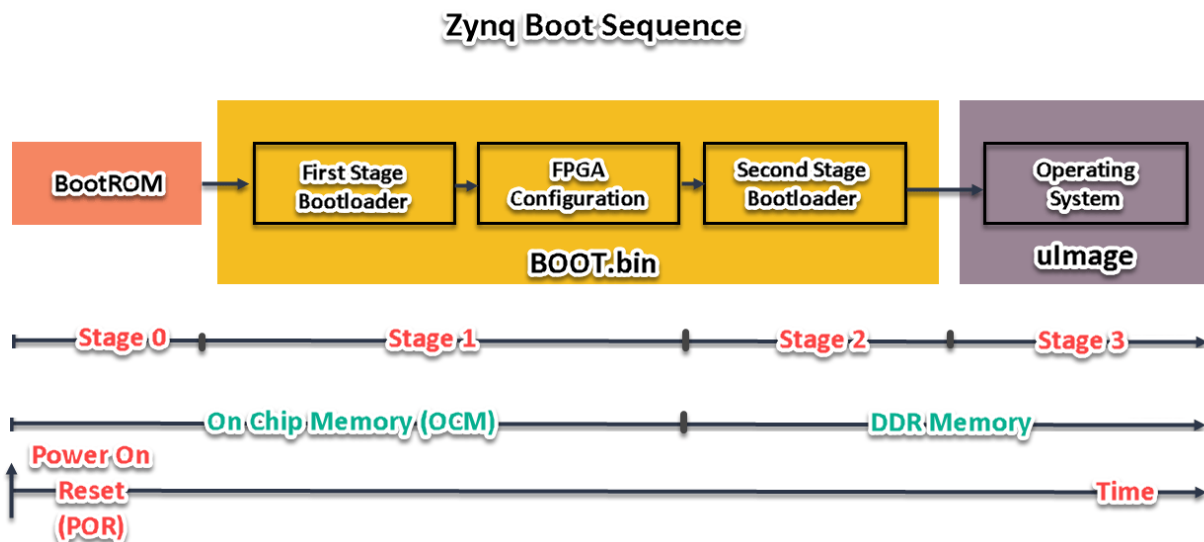 Zynq Boot Sequence
BootROM
First Stage
Bootloader
FPGA
Configuration
Second Stage
Bootloader
Operating
System
BOOT.bin
uImage
Stage 0
Stage 1
Stage 2
Stage 3
On Chip Memory (OCM)
DDR Memory
Power On
Reset
(POR)
Time